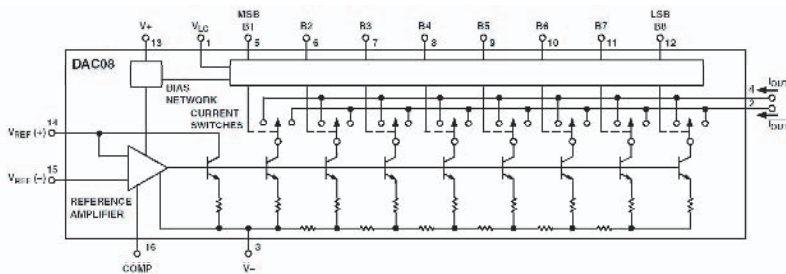 V+
13
VLC
1
MSB
B1
5
B2
6
B3
7
B4
8
B5
9
B6
10
B7
11
LSB
B8
12
DAC08
BIAS
NETWORK
CURRENT
SWITCHES
4
IOUT
2
IOUT
VREF (+)
14
VREF (–)
15
REFERENCE
AMPLIFIER
16
COMP
3
V–